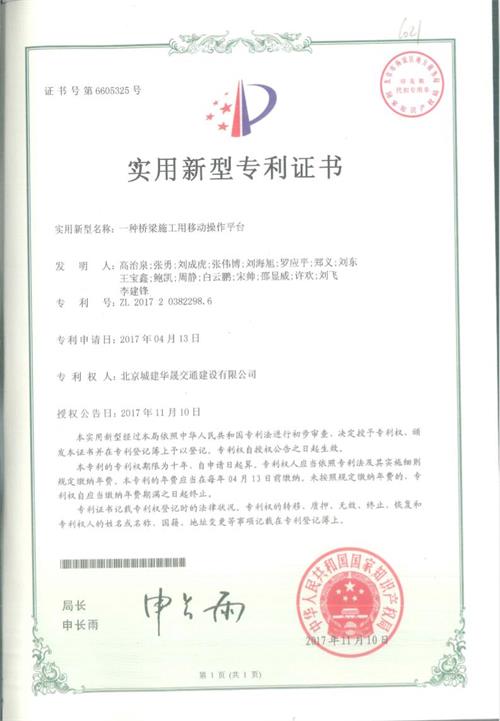 1021
证书号第6605325号
实用新型专利证书
实用新型名称:一种桥梁施工用移动操作平台
发明人:高治泉;张勇;刘成虎;张伟博;刘海旭;罗应平;郑义;刘东
王宝鑫;鲍凯;周静;白云鹏;宋帅;邵显威;许欢;刘飞
李建锋
专利号:ZL 2017 2 0382298.6
专利申请日:2017年04月13日
专利权人:北京城建华晟交通建设有限公司
授权公告日:2017年11月10日
本实用新型经过本局依照中华人民共和国专利法进行初步审查,决定授予专利权,颁
发本证书并在专利登记簿上予以登记。专利权自授权公告之日起生效。
本专利的专利权期限为十年,自申请日起算。专利权人应当依照专利法及其实施细则
规定缴纳年费。本专利的年费应当在每年04月13日前缴纳。未按照规定缴纳年费的,专
利权自应当缴纳年费期满之日起终止。
专利证书记载专利权登记时的法律状况。专利权的转移、质押、无效、终止、恢复和
专利权人的姓名或名称、国籍、地址变更等事项记载在专利登记簿上。
局长
申长雨
申长雨
中华人民共和国国家知识产权局
2017年11月10日
第1页(共1页)